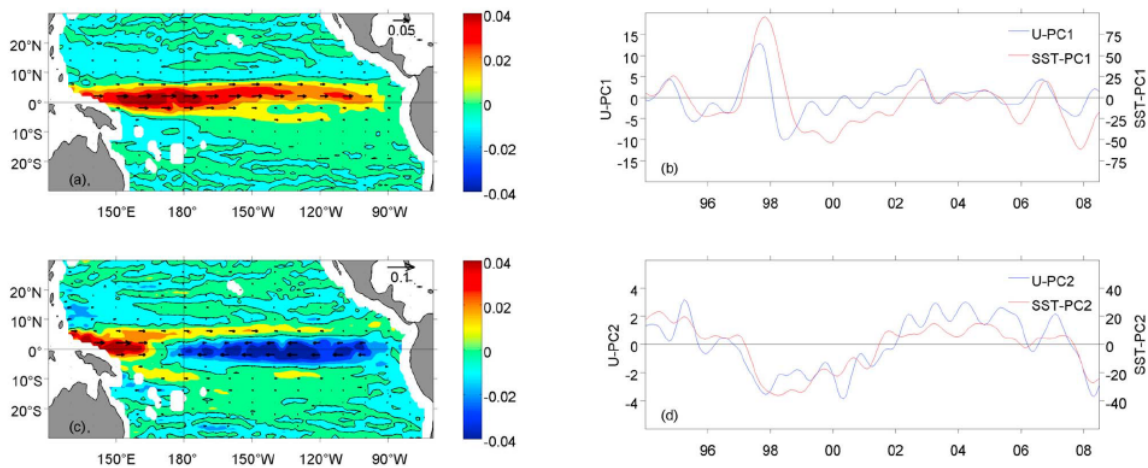 20°N
10°N
0°
10°S
20°S
150°E 180° 150°W 120°W 90°W
(a),
0.05
0.04
0.02
0
-0.02
-0.04
15
10
5
0
-5
-10
-15
U-PC1
U-PC1
SST-PC1
75
50
25
0
-25
-50
-75
SST-PC1
(b)
96 98 00 02 04 06 08
20°N
10°N
0°
10°S
20°S
150°E 180° 150°W 120°W 90°W
(c),
0.1
0.04
0.02
0
-0.02
-0.04
4
2
0
-2
-4
U-PC2
U-PC2
SST-PC2
40
20
0
-20
-40
SST-PC2
(d)
96 98 00 02 04 06 08